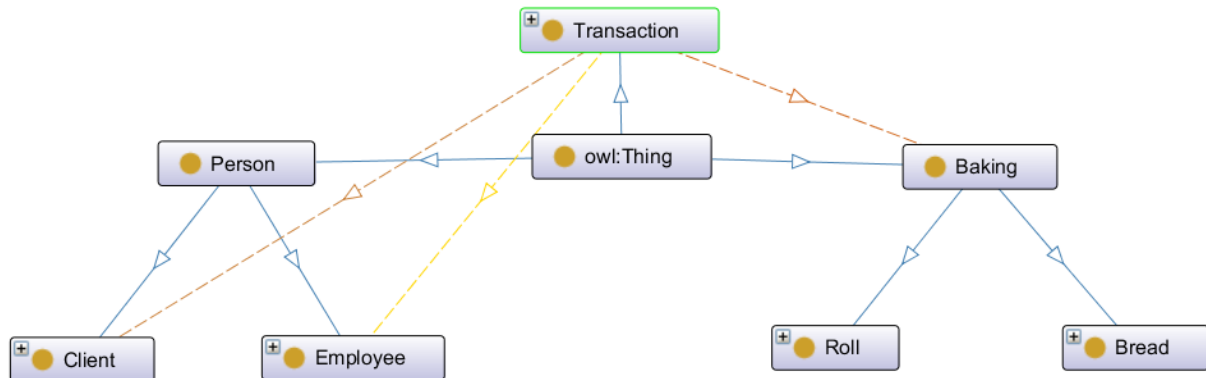 Transaction
Person
owl:Thing
Baking
Client
Employee
Roll
Bread